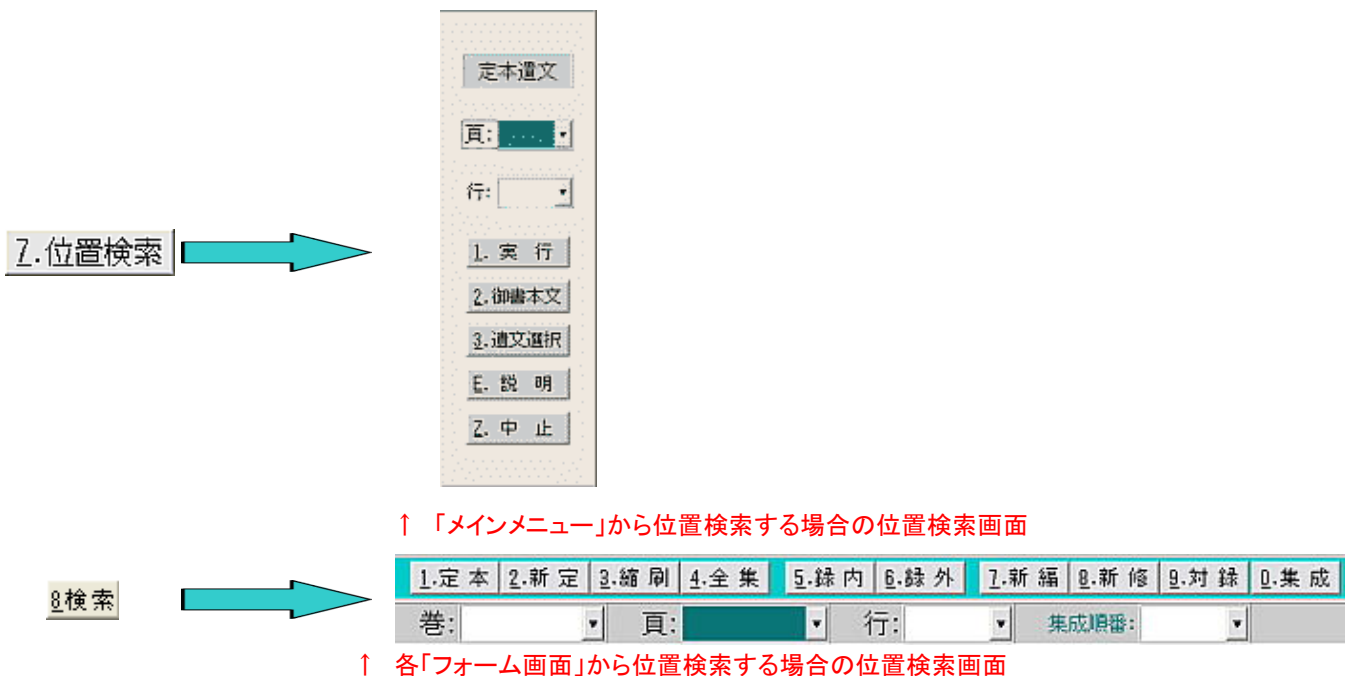 定本遺文
頁:
行:
7.位置検索
1. 実 行
2.御書本文
3.遺文選択
E. 説 明
Z. 中 止
↑ 「メインメニュー」から位置検索する場合の位置検索画面
8検索
1.定 本 2.新 定 3.縮 刷 4.全 集 5.録 内 6.録 外 7.新 編 8.新 修 9.対 録 0.集 成
巻: 頁: 行: 集成順番:
↑ 各「フォーム画面」から位置検索する場合の位置検索画面